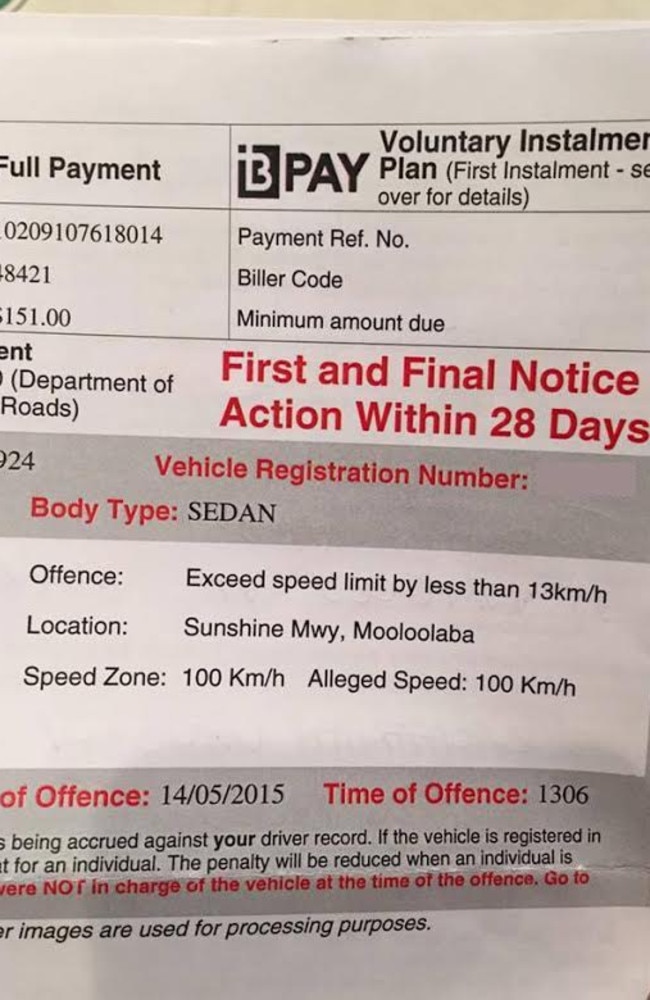 Full Payment
BPAY
Voluntary Instalmen
Plan (First Instalment - se
over for details)
0209107618014
Payment Ref. No.
48421
Biller Code
$151.00
Minimum amount due
ent
(Department of
Roads)
First and Final Notice
Action Within 28 Days
924
Vehicle Registration Number:
Body Type: SEDAN
Offence: Exceed speed limit by less than 13km/h
Location: Sunshine Mwy, Mooloolaba
Speed Zone: 100 Km/h Alleged Speed: 100 Km/h
of Offence: 14/05/2015 Time of Offence: 1306
s being accrued against your driver record. If the vehicle is registered in
t for an individual. The penalty will be reduced when an individual is
were NOT in charge of the vehicle at the time of the offence. Go to
er images are used for processing purposes.